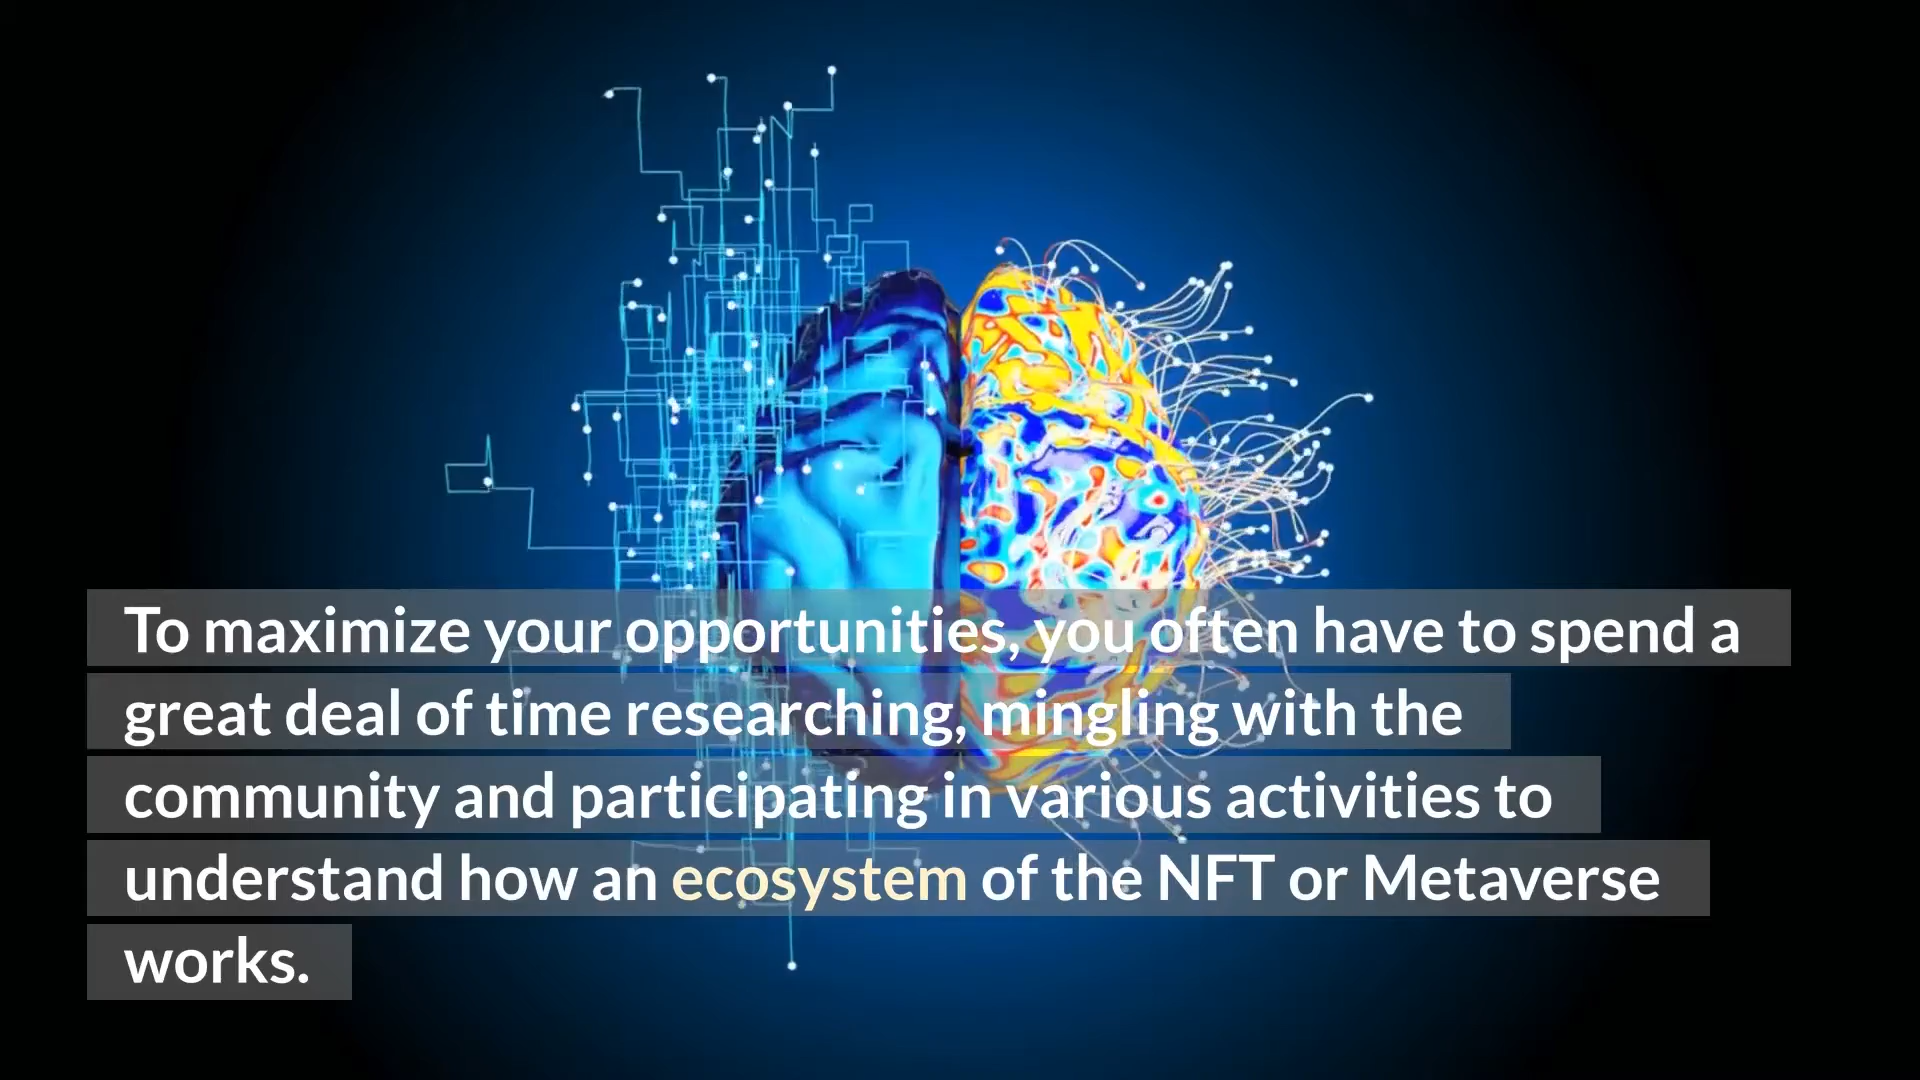 To maximize your opportunities, you often have to spend a
great deal of time researching, mingling with the
community and participating in various activities to
understand how an ecosystem of the NFT or Metaverse
works.